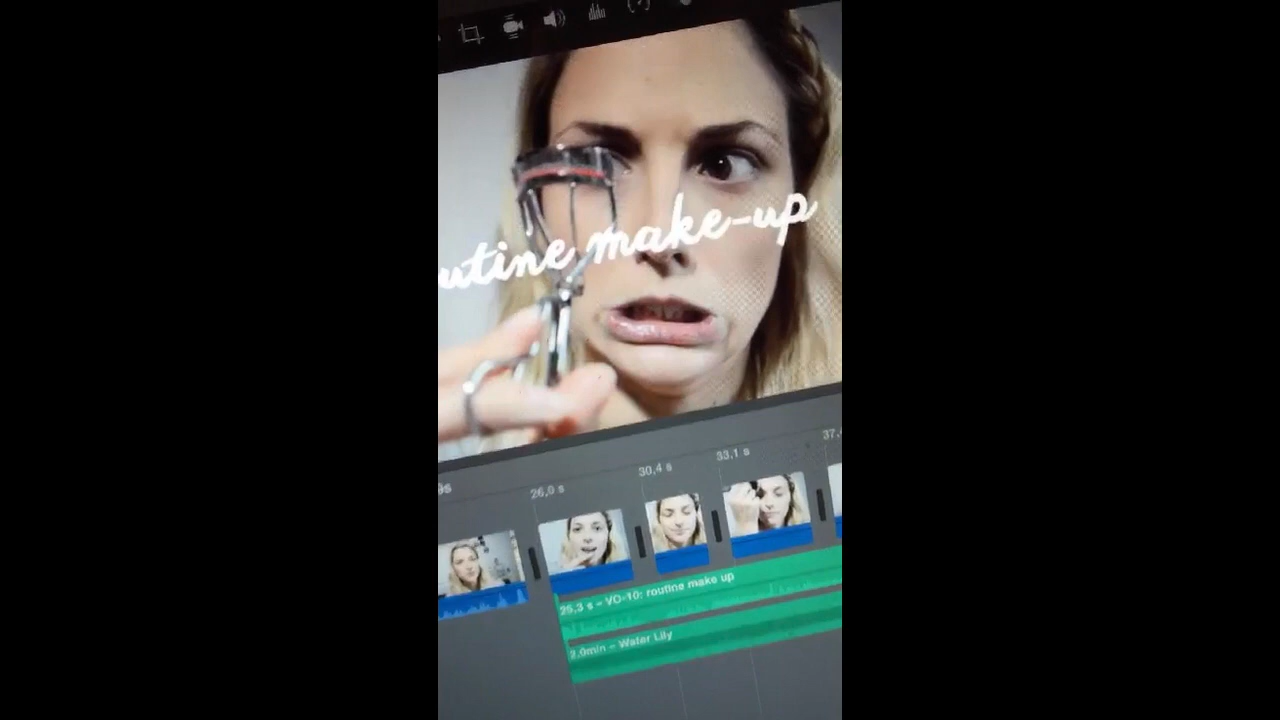 utine make-up
26,0 s
30,4 s
33,1 s
25,3 s – VO-10: routine make up
2.0min – Water Lily